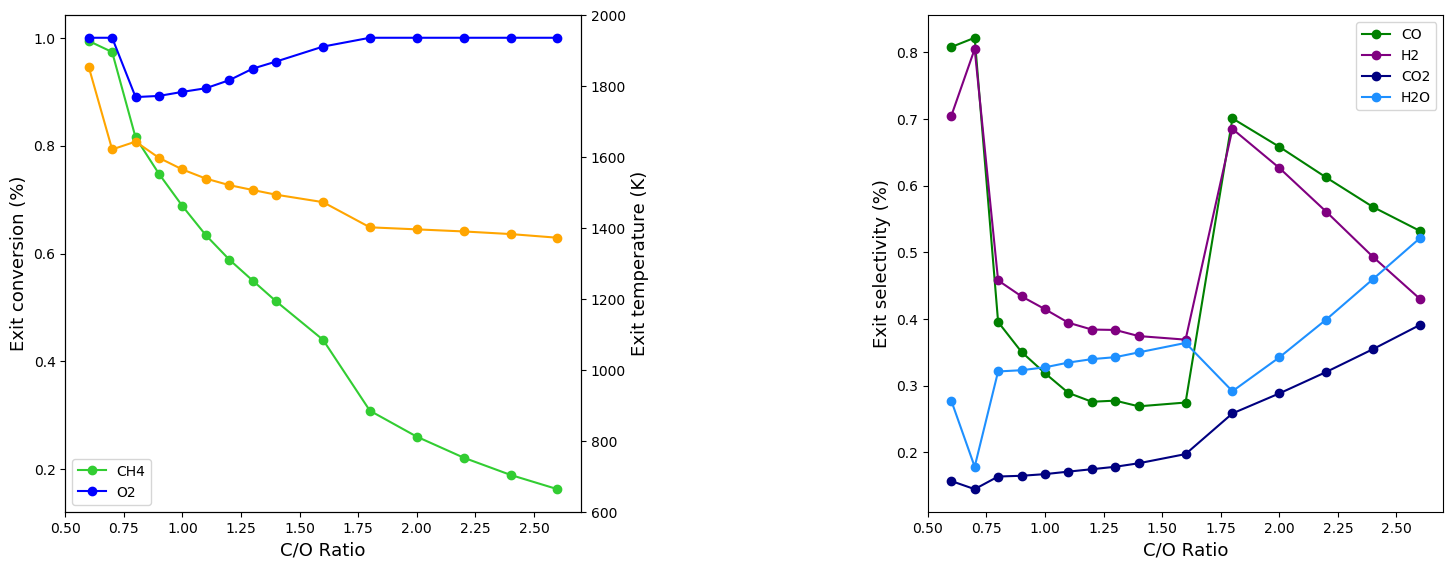 1.0
0.8
0.6
0.4
0.2
Exit conversion (%)
2000
1800
1600
1400
1200
1000
800
600
Exit temperature (K)
CH4
O2
0.50 0.75 1.00 1.25 1.50 1.75 2.00 2.25 2.50
C/O Ratio
0.8
0.7
0.6
0.5
0.4
0.3
0.2
Exit selectivity (%)
CO
H2
CO2
H2O
0.50 0.75 1.00 1.25 1.50 1.75 2.00 2.25 2.50
C/O Ratio